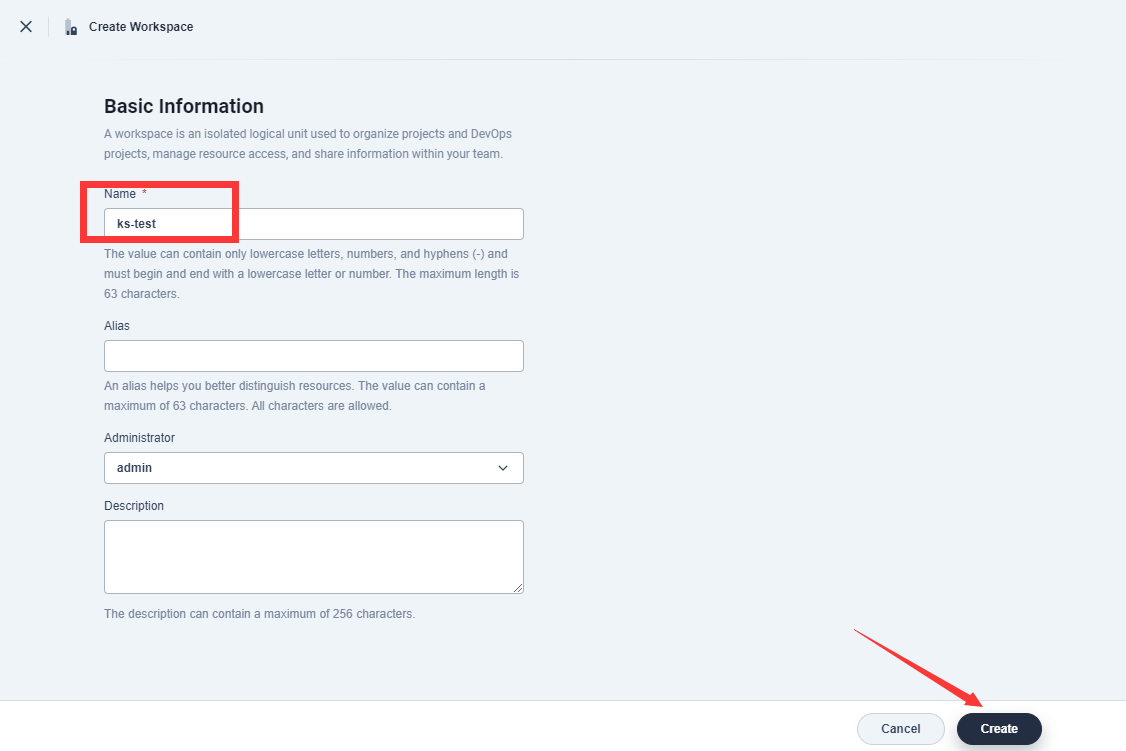 Create Workspace
Basic Information
A workspace is an isolated logical unit used to organize projects and DevOps
projects, manage resource access, and share information within your team.
Name *
ks-test
The value can contain only lowercase letters, numbers, and hyphens (-) and
must begin and end with a lowercase letter or number. The maximum length is
63 characters.
Alias
An alias helps you better distinguish resources. The value can contain a
maximum of 63 characters. All characters are allowed.
Administrator
admin
Description
The description can contain a maximum of 256 characters.
Cancel
Create